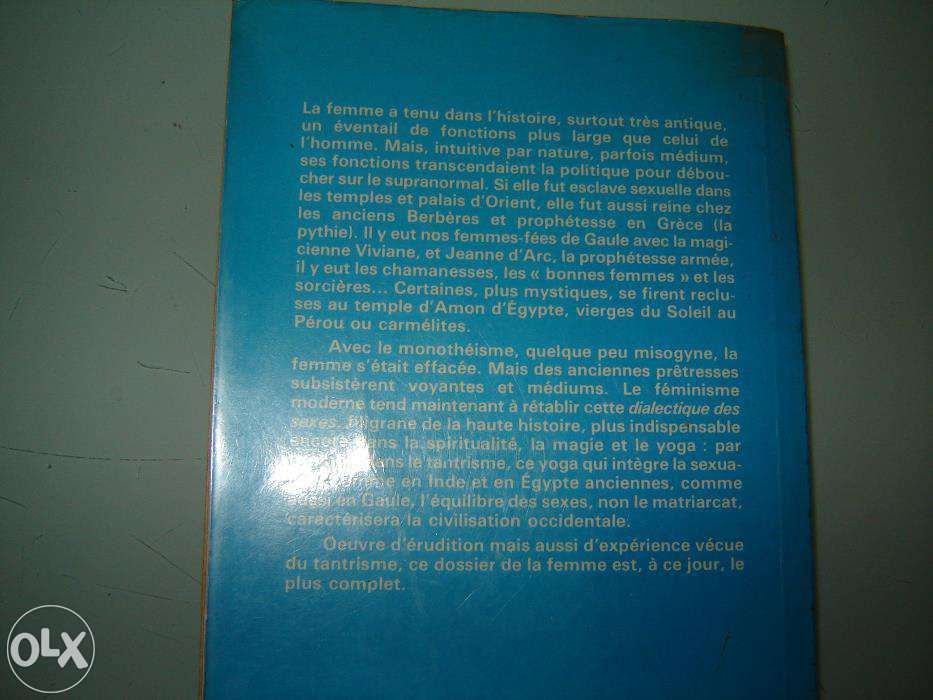 La femme a tenu dans l'histoire, surtout très antique,
un éventail de fonctions plus large que celui de
l'homme. Mais, intuitive par nature, parfois médium,
ses fonctions transcendaient la politique pour débou-
cher sur le supranormal. Si elle fut esclave sexuelle dans
les temples et palais d'Orient, elle fut aussi reine chez
les anciens Berbères et prophétesse en Grèce (la
pythie). Il y eut nos femmes-fées de Gaule avec la magi-
cienne Viviane, et Jeanne d'Arc, la prophétesse armée,
il y eut les chamanesses, les « bonnes femmes » et les
sorcières... Certaines, plus mystiques, se firent reclu-
ses au temple d'Amon d'Égypte, vierges du Soleil au
Pérou ou carmélites.
Avec le monothéisme, quelque peu misogyne, la
femme s'était effacée. Mais des anciennes prêtresses
subsistèrent voyantes et médiums. Le féminisme
moderne tend maintenant à rétablir cette dialectique des
sexes, filigrane de la haute histoire, plus indispensable
encore dans la spiritualité, la magie et le yoga : par
dans le tantrisme, ce yoga qui intègre la sexua-
en Inde et en Égypte anciennes, comme
aussi en Gaule, l'équilibre des sexes, non le matriarcat,
caractérisera la civilisation occidentale.
Oeuvre d'érudition mais aussi d'expérience vécue
du tantrisme, ce dossier de la femme est, à ce jour, le
plus complet.
OLX